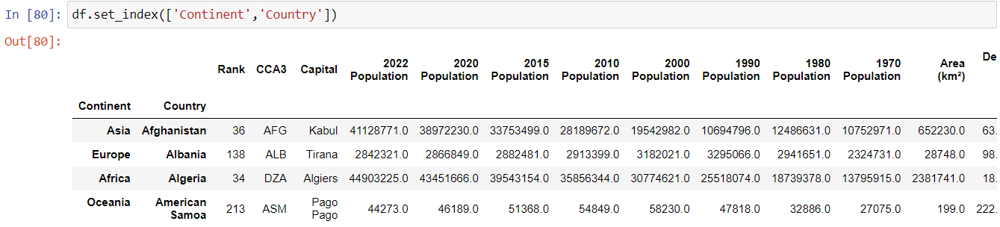 In [80]: df.set_index(['Continent','Country'])
Out[80]:
Rank CCA3 Capital 2022 Population 2020 Population 2015 Population 2010 Population 2000 Population 1990 Population 1980 Population 1970 Population Area (km²) De
Continent Country
Asia Afghanistan 36 AFG Kabul 41128771.0 38972230.0 33753499.0 28189672.0 19542982.0 10694796.0 12486631.0 10752971.0 652230.0 63.
Europe Albania 138 ALB Tirana 2842321.0 2866849.0 2882481.0 2913399.0 3182021.0 3295066.0 2941651.0 2324731.0 28748.0 98.
Africa Algeria 34 DZA Algiers 44903225.0 43451666.0 39543154.0 35856344.0 30774621.0 25518074.0 18739378.0 13795915.0 2381741.0 18.
Oceania American Samoa 213 ASM Pago Pago 44273.0 46189.0 51368.0 54849.0 58230.0 47818.0 32886.0 27075.0 199.0 222.